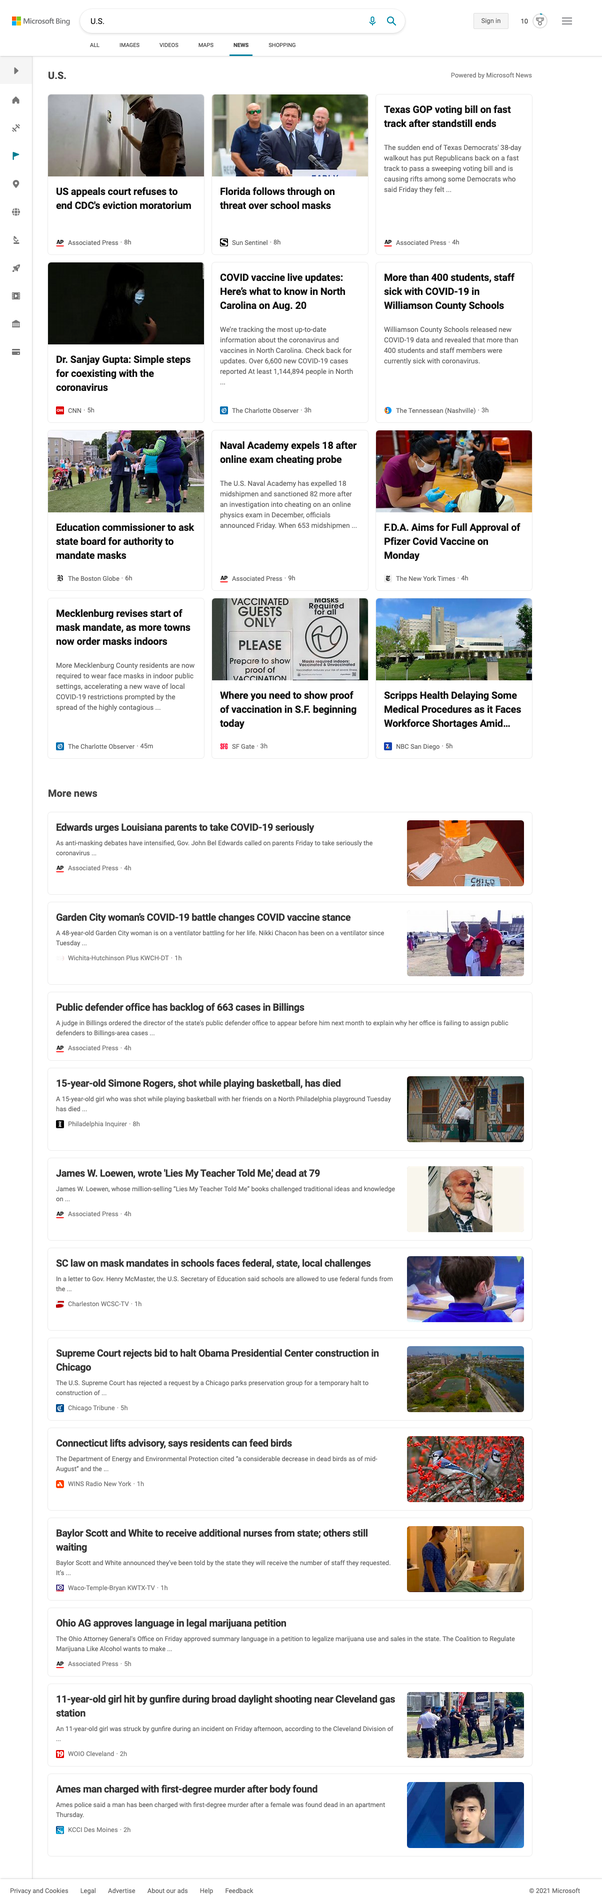 Microsoft Bing
U.S.
Sign in
10
ALL
IMAGES
VIDEOS
MAPS
NEWS
SHOPPING
U.S.
Powered by Microsoft News
US appeals court refuses to
end CDC's eviction moratorium
AP Associated Press · 8h
Florida follows through on
threat over school masks
Sun Sentinel · 8h
Texas GOP voting bill on fast
track after standstill ends
The sudden end of Texas Democrats' 38-day
walkout has put Republicans back on a fast
track to pass a sweeping voting bill and is
causing rifts among some Democrats who
said Friday they felt ...
AP Associated Press · 4h
Dr. Sanjay Gupta: Simple steps
for coexisting with the
coronavirus
CNN · 5h
COVID vaccine live updates:
Here's what to know in North
Carolina on Aug. 20
We're tracking the most up-to-date
information about the coronavirus and
vaccines in North Carolina. Check back for
updates. Over 6,600 new COVID-19 cases
reported At least 1,144,894 people in North
...
The Charlotte Observer · 3h
More than 400 students, staff
sick with COVID-19 in
Williamson County Schools
Williamson County Schools released new
COVID-19 data and revealed that more than
400 students and staff members were
currently sick with coronavirus.
The Tennessean (Nashville) · 3h
Education commissioner to ask
state board for authority to
mandate masks
The Boston Globe · 6h
Naval Academy expels 18 after
online exam cheating probe
The U.S. Naval Academy has expelled 18
midshipmen and sanctioned 82 more after
an investigation into cheating on an online
physics exam in December, officials
announced Friday. When 653 midshipmen ...
AP Associated Press · 9h
F.D.A. Aims for Full Approval of
Pfizer Covid Vaccine on
Monday
The New York Times · 4h
Mecklenburg revises start of
mask mandate, as more towns
now order masks indoors
More Mecklenburg County residents are now
required to wear face masks in indoor public
settings, accelerating a new wave of local
COVID-19 restrictions prompted by the
spread of the highly contagious ...
The Charlotte Observer · 45m
VACCINATED
GUESTS
ONLY
PLEASE
Prepare to show
proof of
VACCINATION
Masks
Required
for all
Where you need to show proof
of vaccination in S.F. beginning
today
SF Gate · 3h
Scripps Health Delaying Some
Medical Procedures as it Faces
Workforce Shortages Amid...
NBC San Diego · 5h
More news
Edwards urges Louisiana parents to take COVID-19 seriously
As anti-masking debates have intensified, Gov. John Bel Edwards called on parents Friday to take seriously the
coronavirus ...
AP Associated Press · 4h
Garden City woman's COVID-19 battle changes COVID vaccine stance
A 48-year-old Garden City woman is on a ventilator battling for her life. Nikki Chacon has been on a ventilator since
Tuesday ...
Wichita-Hutchinson Plus KWCH-DT · 1h
Public defender office has backlog of 663 cases in Billings
A judge in Billings ordered the director of the state's public defender office to appear before him next month to explain why her office is failing to assign public
defenders to Billings-area cases ...
AP Associated Press · 4h
15-year-old Simone Rogers, shot while playing basketball, has died
A 15-year-old girl who was shot while playing basketball with her friends on a North Philadelphia playground Tuesday
has died ...
Philadelphia Inquirer · 8h
James W. Loewen, wrote 'Lies My Teacher Told Me,' dead at 79
James W. Loewen, whose million-selling "Lies My Teacher Told Me" books challenged traditional ideas and knowledge
on ...
AP Associated Press · 4h
SC law on mask mandates in schools faces federal, state, local challenges
In a letter to Gov. Henry McMaster, the U.S. Secretary of Education said schools are allowed to use federal funds from
the ...
Charleston WCSC-TV · 1h
Supreme Court rejects bid to halt Obama Presidential Center construction in
Chicago
The U.S. Supreme Court has rejected a request by a Chicago parks preservation group for a temporary halt to
construction of ...
Chicago Tribune · 5h
Connecticut lifts advisory, says residents can feed birds
The Department of Energy and Environmental Protection cited "a considerable decrease in dead birds as of mid-
August" and the ...
WINS Radio New York · 1h
Baylor Scott and White to receive additional nurses from state; others still
waiting
Baylor Scott and White announced they've been told by the state they will receive the number of staff they requested.
It's ...
Waco-Temple-Bryan KWTX-TV · 1h
Ohio AG approves language in legal marijuana petition
The Ohio Attorney General's Office on Friday approved summary language in a petition to legalize marijuana use and sales in the state. The Coalition to Regulate
Marijuana Like Alcohol wants to make ...
AP Associated Press · 5h
11-year-old girl hit by gunfire during broad daylight shooting near Cleveland gas
station
An 11-year-old girl was struck by gunfire during an incident on Friday afternoon, according to the Cleveland Division of
...
19 WOIO Cleveland · 2h
Ames man charged with first-degree murder after body found
Ames police said a man has been charged with first-degree murder after a female was found dead in an apartment
Thursday.
KCCI Des Moines · 2h
Privacy and Cookies
Legal
Advertise
About our ads
Help
Feedback
© 2021 Microsoft